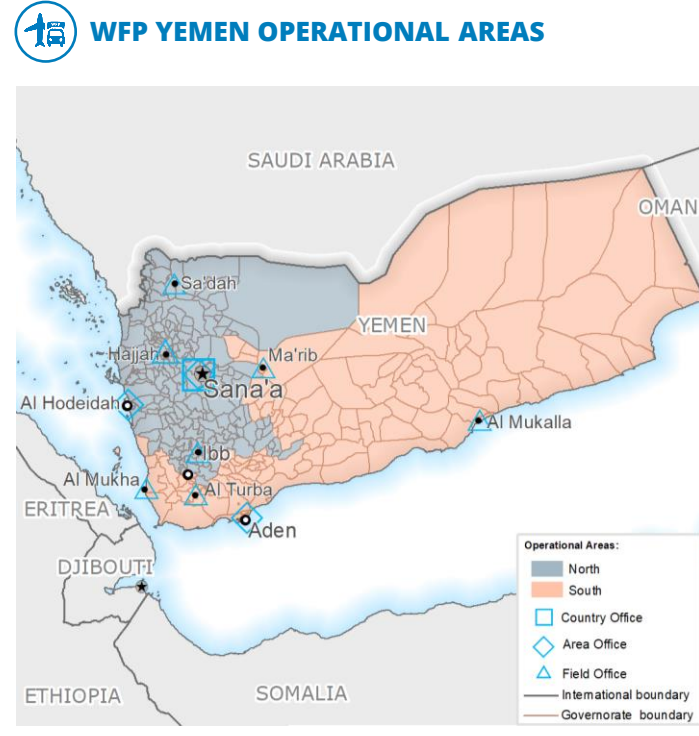 WFP YEMEN OPERATIONAL AREAS
SAUDI ARABIA
OMAN
Sa'dah
YEMEN
Hajjah
Ma'rib
Sana'a
Al Hodeidah
Al Mukalla
Ibb
Al Mukha
Al Turba
ERITREA
Aden
DJIBOUTI
ETHIOPIA
SOMALIA
Operational Areas:
North
South
Country Office
Area Office
Field Office
International boundary
Governorate boundary